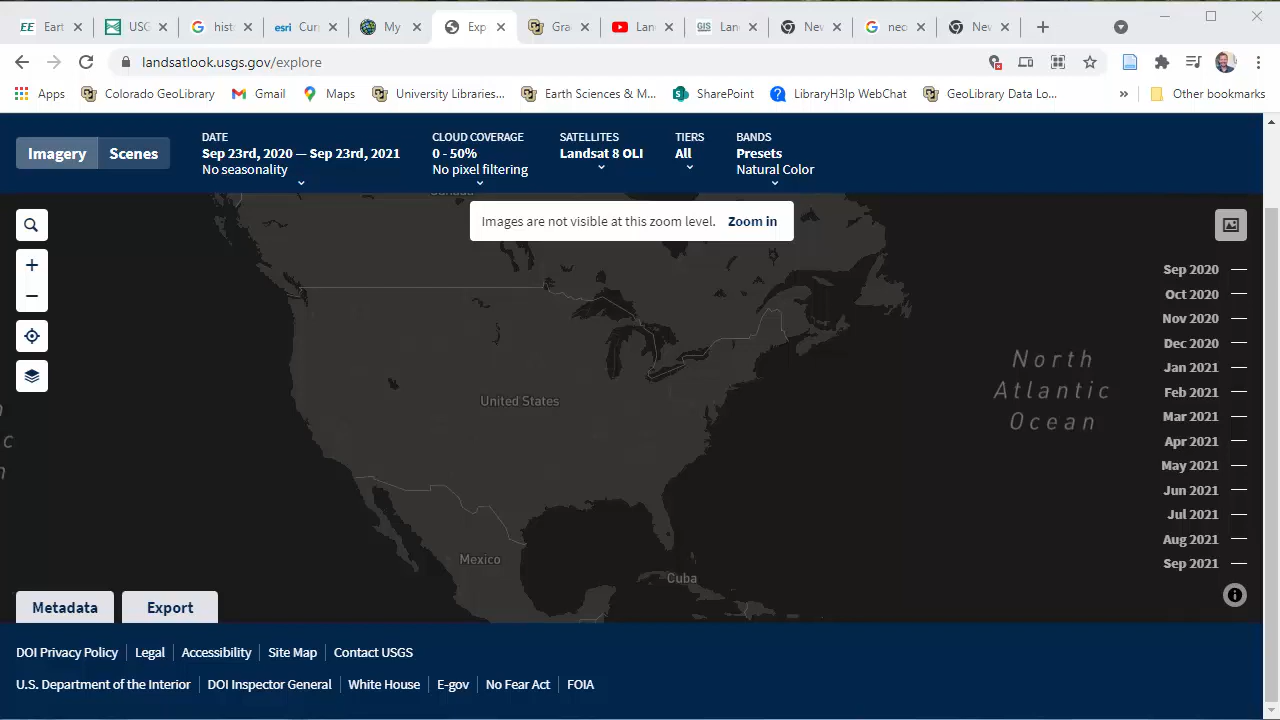 EE Eart
USG
histo
esri Curr
My
Exp
Gra
Lan
GIS Lan
Nev
nec
Nev
landsatlook.usgs.gov/explore
Apps
Colorado GeoLibrary
Gmail
Maps
University Libraries...
Earth Sciences & M...
SharePoint
LibraryH3lp WebChat
GeoLibrary Data Lo...
»
Other bookmarks
Imagery
Scenes
DATE
Sep 23rd, 2020 — Sep 23rd, 2021
No seasonality
CLOUD COVERAGE
0 - 50%
No pixel filtering
SATELLITES
Landsat 8 OLI
TIERS
All
BANDS
Presets
Natural Color
Images are not visible at this zoom level. Zoom in
Sep 2020
Oct 2020
Nov 2020
Dec 2020
Jan 2021
Feb 2021
Mar 2021
Apr 2021
May 2021
Jun 2021
Jul 2021
Aug 2021
Sep 2021
North
Atlantic
Ocean
United States
Mexico
Cuba
Metadata
Export
DOI Privacy Policy
Legal
Accessibility
Site Map
Contact USGS
U.S. Department of the Interior
DOI Inspector General
White House
E-gov
No Fear Act
FOIA